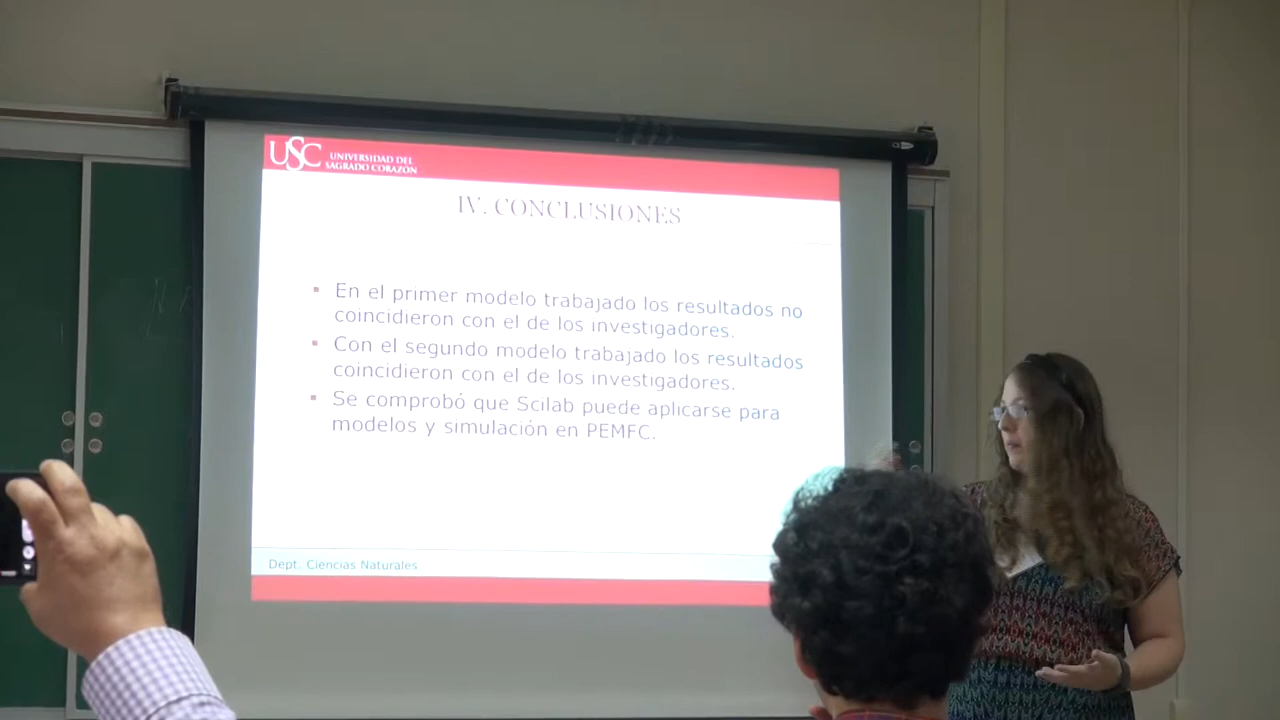 USC UNIVERSIDAD DEL
SAGRADO CORAZÓN
IV. CONCLUSIONES
▪ En el primer modelo trabajado los resultados no
coincidieron con el de los investigadores.
▪ Con el segundo modelo trabajado los resultados
coincidieron con el de los investigadores.
▪ Se comprobó que Scilab puede aplicarse para
modelos y simulación en PEMFC.
Dept. Ciencias Naturales